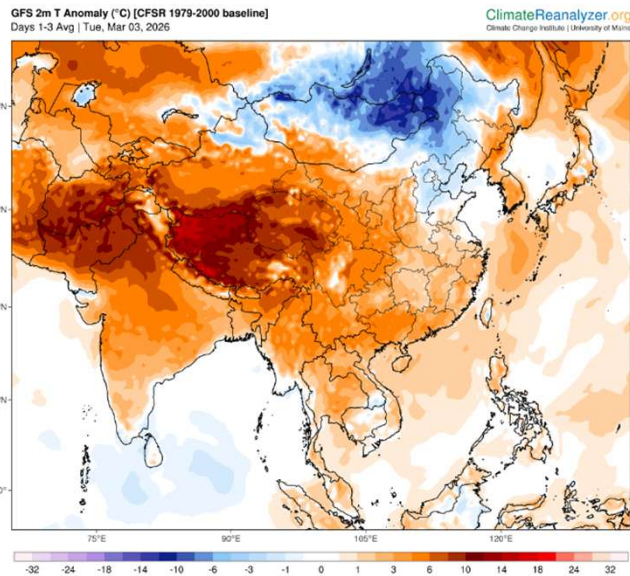 GFS 2m T Anomaly (°C) [CFSR 1979-2000 baseline]
ClimateReanalyzer.org
Days 1-3 Avg | Tue, Mar 03, 2026
Climate Change Institute | University of Maine
N
N
N
N
0°
75°E 90°E 105°E 120°E
-32 -24 -18 -14 -10 -6 -3 -1 0 1 3 6 10 14 18 24 32